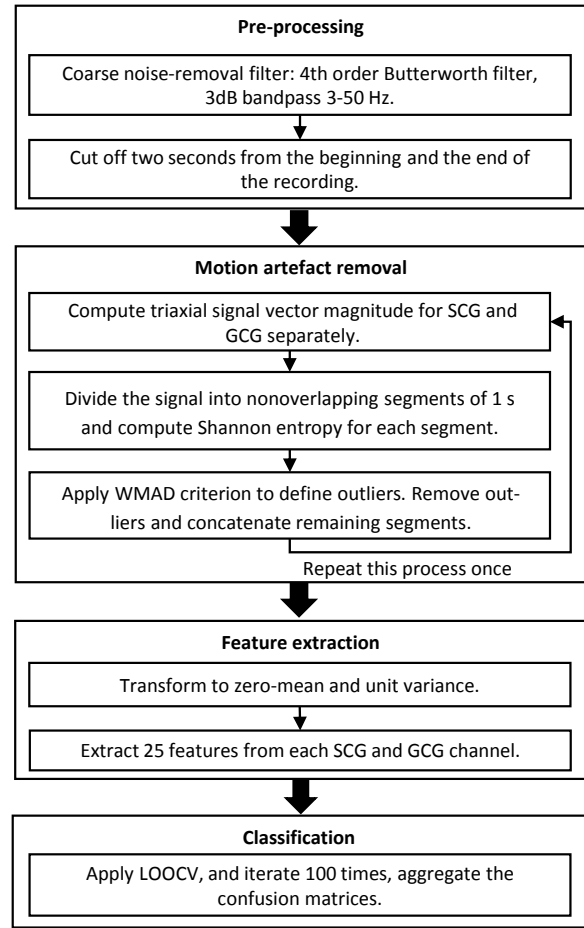 Pre-processing
Coarse noise-removal filter: 4th order Butterworth filter,
3dB bandpass 3-50 Hz.
Cut off two seconds from the beginning and the end of
the recording.
Motion artefact removal
Compute triaxial signal vector magnitude for SCG and
GCG separately.
Divide the signal into nonoverlapping segments of 1 s
and compute Shannon entropy for each segment.
Apply WMAD criterion to define outliers. Remove out-
liers and concatenate remaining segments.
Repeat this process once
Feature extraction
Transform to zero-mean and unit variance.
Extract 25 features from each SCG and GCG channel.
Classification
Apply LOOCV, and iterate 100 times, aggregate the
confusion matrices.